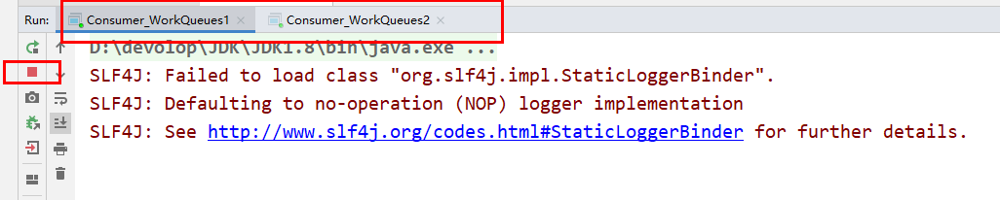 Run: Consumer_WorkQueues1 Consumer_WorkQueues2
D:\devolop\JDK\JDK1.8\bin\java.exe ...
SLF4J: Failed to load class "org.slf4j.impl.StaticLoggerBinder".
SLF4J: Defaulting to no-operation (NOP) logger implementation
SLF4J: See http://www.slf4j.org/codes.html#StaticLoggerBinder for further details.